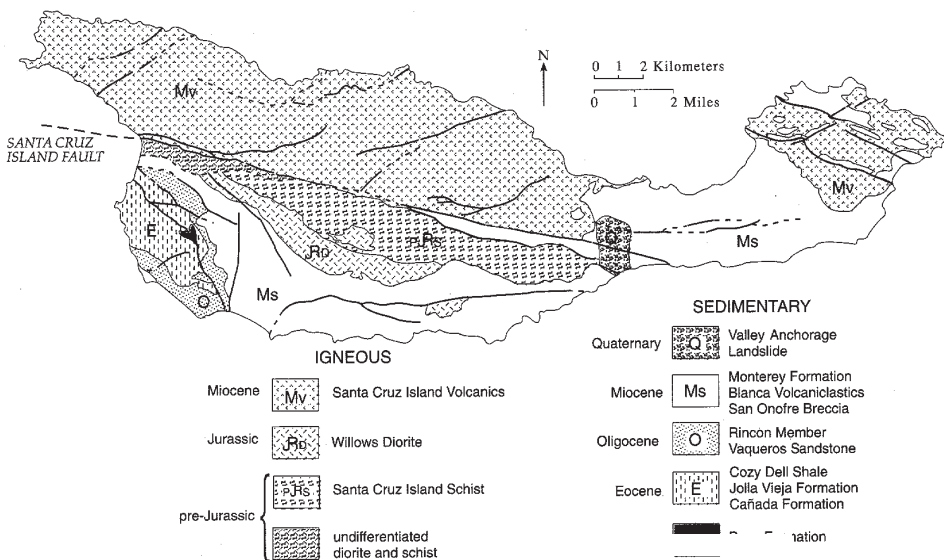 N
0 1 2 Kilometers
0 1 2 Miles
SANTA CRUZ
ISLAND FAULT
Mv
Mv
E
O
Ms
JRD
PJRS
Q
Ms
IGNEOUS
Miocene Mv Santa Cruz Island Volcanics
Jurassic JRD Willows Diorite
pre-Jurassic PJRS Santa Cruz Island Schist
undifferentiated
diorite and schist
SEDIMENTARY
Quaternary Q Valley Anchorage
Landslide
Miocene Ms Monterey Formation
Blanca Volcaniclastics
San Onofre Breccia
Oligocene O Rincon Member
Vaqueros Sandstone
Eocene E Cozy Dell Shale
Jolla Vieja Formation
Cañada Formation